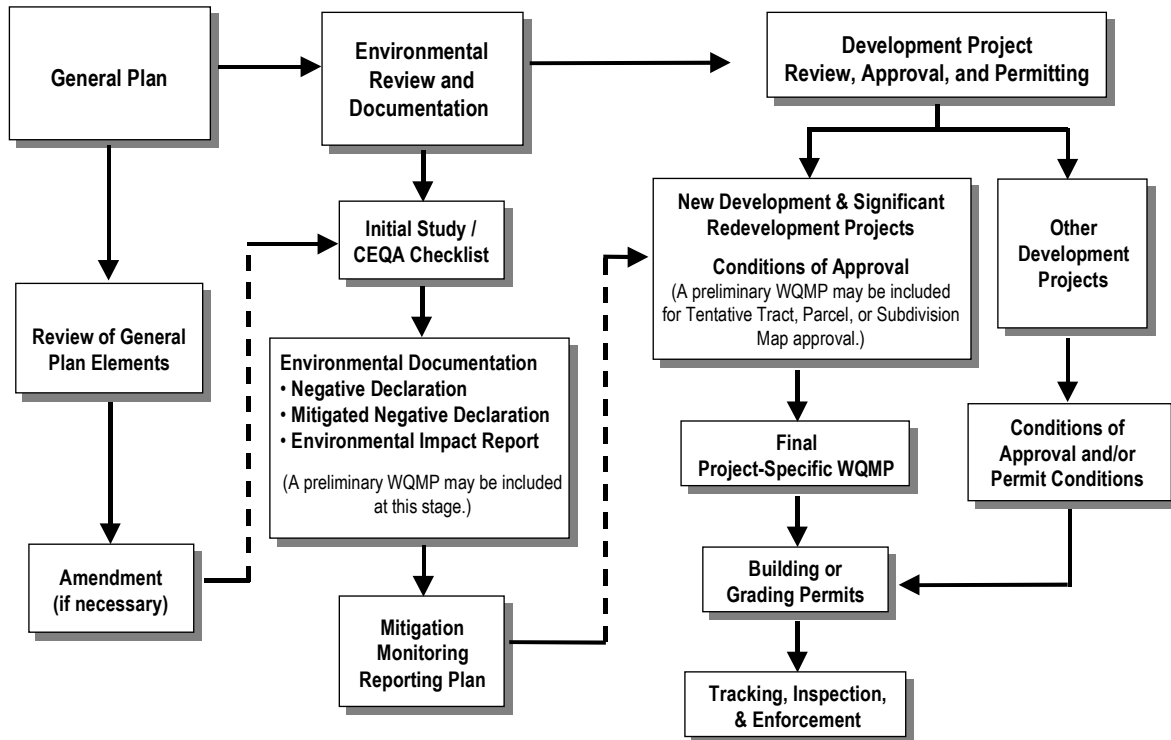 General Plan
Environmental
Review and
Documentation
Development Project
Review, Approval, and Permitting
Initial Study /
CEQA Checklist
New Development & Significant
Redevelopment Projects
Conditions of Approval
(A preliminary WQMP may be included
for Tentative Tract, Parcel, or Subdivision
Map approval.)
Other
Development
Projects
Review of General
Plan Elements
Environmental Documentation
• Negative Declaration
• Mitigated Negative Declaration
• Environmental Impact Report
(A preliminary WQMP may be included
at this stage.)
Final
Project-Specific WQMP
Conditions of
Approval and/or
Permit Conditions
Amendment
(if necessary)
Building or
Grading Permits
Mitigation
Monitoring
Reporting Plan
Tracking, Inspection,
& Enforcement